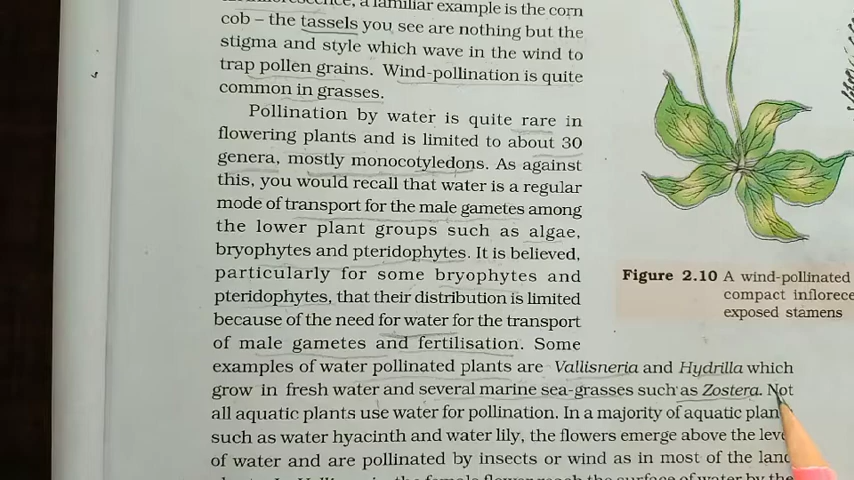 a familiar example is the corn
cob – the tassels you see are nothing but the
stigma and style which wave in the wind to
trap pollen grains. Wind-pollination is quite
common in grasses.
Pollination by water is quite rare in
flowering plants and is limited to about 30
genera, mostly monocotyledons. As against
this, you would recall that water is a regular
mode of transport for the male gametes among
the lower plant groups such as algae,
bryophytes and pteridophytes. It is believed,
particularly for some bryophytes and
pteridophytes, that their distribution is limited
because of the need for water for the transport
of male gametes and fertilisation. Some
examples of water pollinated plants are Vallisneria and Hydrilla which
grow in fresh water and several marine sea-grasses such as Zostera. Not
all aquatic plants use water for pollination. In a majority of aquatic
such as water hyacinth and water lily, the flowers emerge above the
of water and are pollinated by insects or wind as in most of the
Figure 2.10 A wind-pollinated
compact
exposed stamens